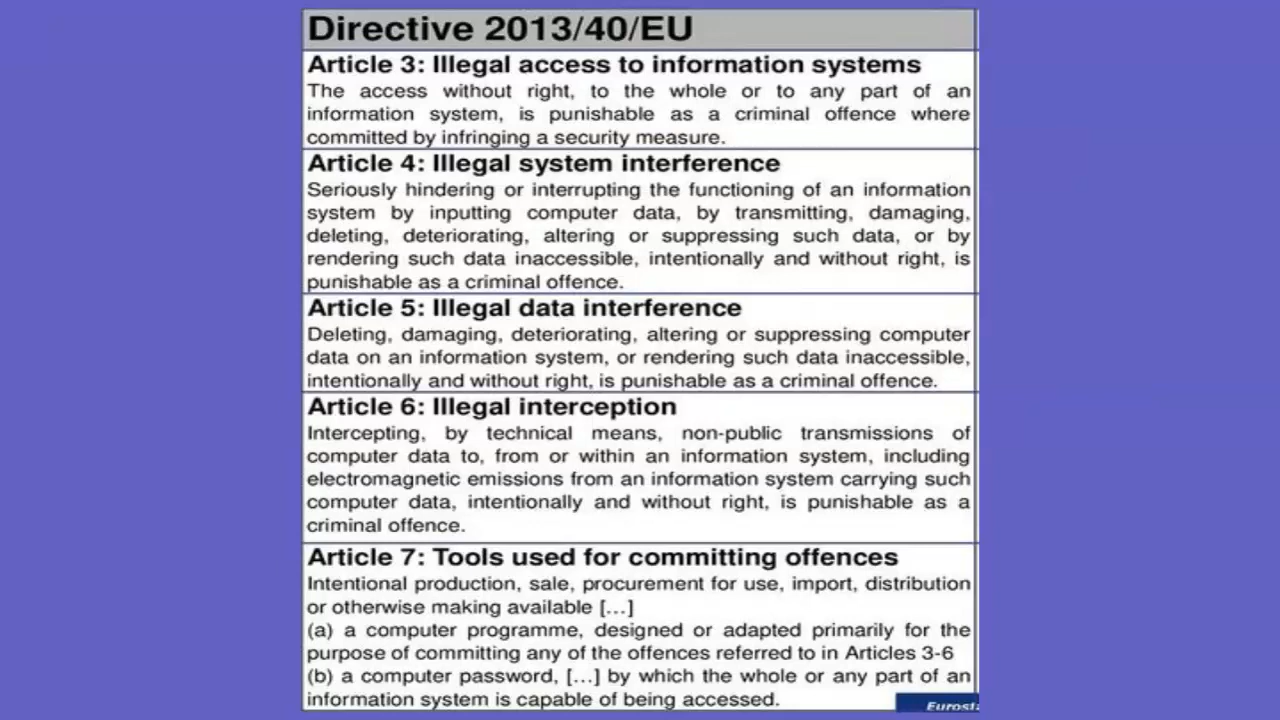 Directive 2013/40/EU
Article 3: Illegal access to information systems
The access without right, to the whole or to any part of an
information system, is punishable as a criminal offence where
committed by infringing a security measure.
Article 4: Illegal system interference
Seriously hindering or interrupting the functioning of an information
system by inputting computer data, by transmitting, damaging,
deleting, deteriorating, altering or suppressing such data, or by
rendering such data inaccessible, intentionally and without right, is
punishable as a criminal offence.
Article 5: Illegal data interference
Deleting, damaging, deteriorating, altering or suppressing computer
data on an information system, or rendering such data inaccessible,
intentionally and without right, is punishable as a criminal offence.
Article 6: Illegal interception
Intercepting, by technical means, non-public transmissions of
computer data to, from or within an information system, including
electromagnetic emissions from an information system carrying such
computer data, intentionally and without right, is punishable as a
criminal offence.
Article 7: Tools used for committing offences
Intentional production, sale, procurement for use, import, distribution
or otherwise making available [...]
(a) a computer programme, designed or adapted primarily for the
purpose of committing any of the offences referred to in Articles 3-6
(b) a computer password, [...] by which the whole or any part of an
information system is capable of being accessed.